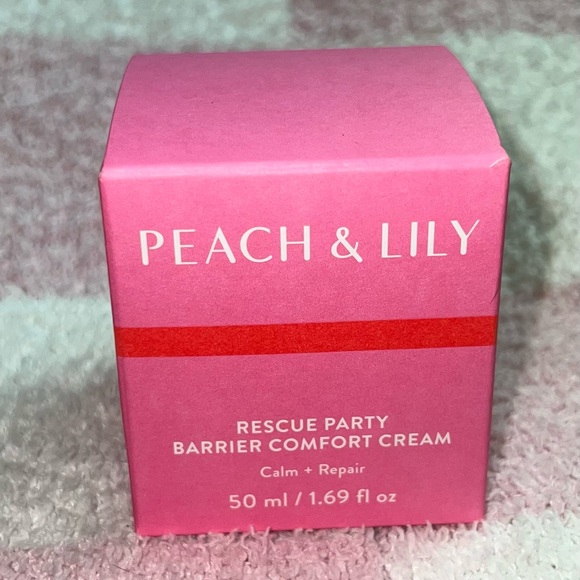 PEACH & LILY
RESCUE PARTY
BARRIER COMFORT CREAM
Calm + Repair
50 ml / 1.69 fl oz